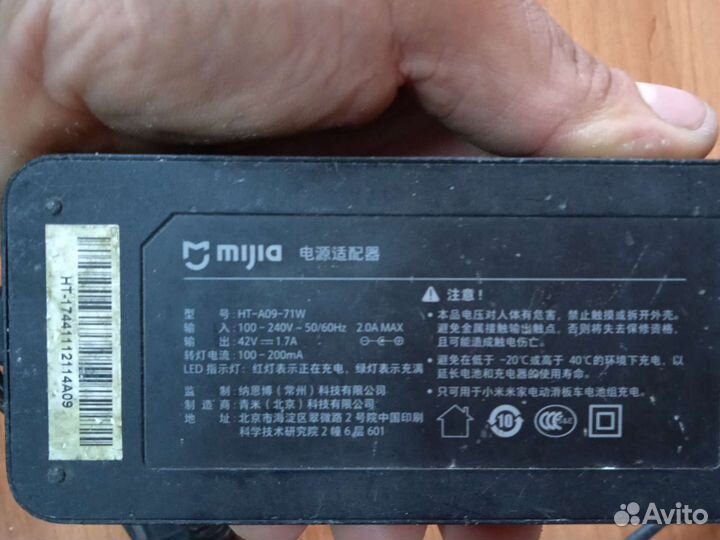 mijia 电源适配器
型 号：HT-A09-71W
输 入：100-240V~50/60Hz 2.0A MAX
输 出：42V⎓1.7A
转灯电流：100-200mA
LED 指示灯：红灯表示正在充电，绿灯表示充满
监 制：纳恩博（常州）科技有限公司
制 造 商：青米（北京）科技有限公司
地 址：北京市海淀区翠微路 2 号院中国印刷
科学技术研究院 2 幢 6 层 601
注意！
• 本品电压对人体有危害，禁止触摸或拆开外壳。
避免金属接触输出触点，否则将失去保修资格，
且可能造成触电伤亡。
• 避免在低于 -20℃或高于 40℃的环境下充电，以
延长电池和充电器的使用寿命。
• 只可用于小米米家电动滑板车电池组充电。
10
HT-17441112114A09
Avito